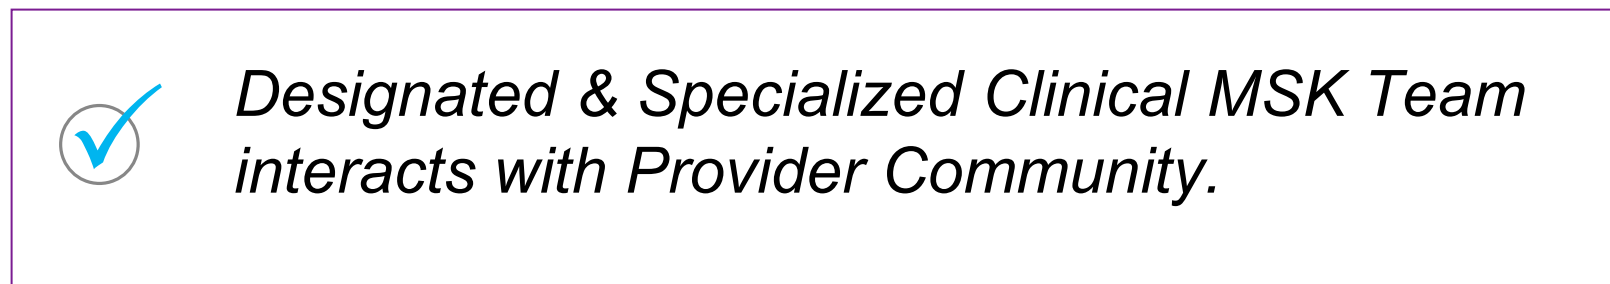 Designated & Specialized Clinical MSK Team
interacts with Provider Community.